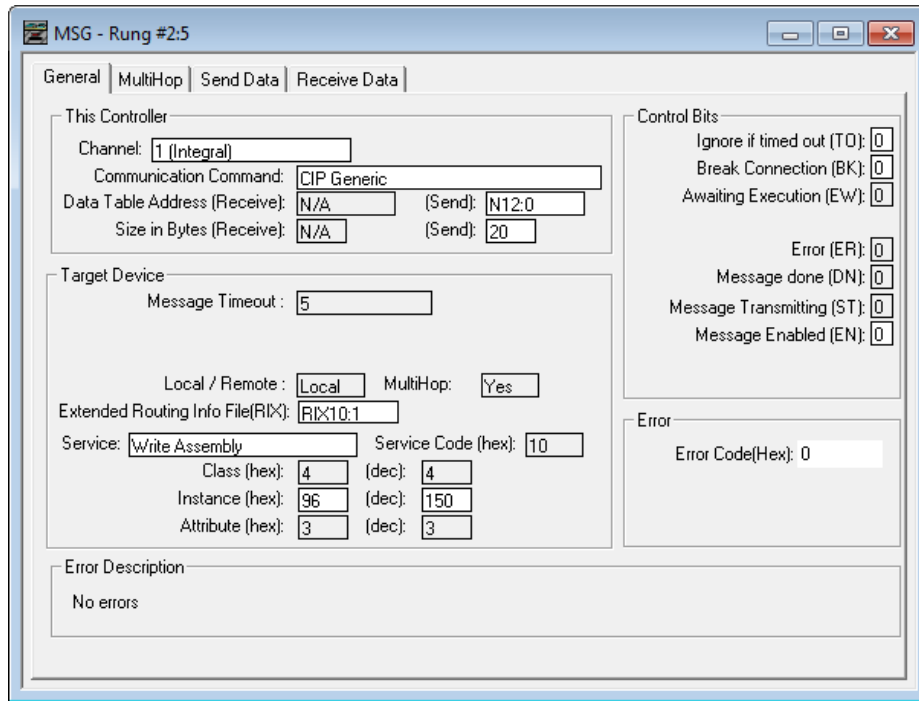 MSG - Rung #2:5
General MultiHop Send Data Receive Data
This Controller
Channel: 1 (Integral)
Communication Command: CIP Generic
Data Table Address (Receive): N/A (Send): N12:0
Size in Bytes (Receive): N/A (Send): 20
Target Device
Message Timeout : 5
Local / Remote : Local MultiHop: Yes
Extended Routing Info File(RIX): RIX10:1
Service: Write Assembly Service Code (hex): 10
Class (hex): 4 (dec): 4
Instance (hex): 96 (dec): 150
Attribute (hex): 3 (dec): 3
Control Bits
Ignore if timed out (TO): 0
Break Connection (BK): 0
Awaiting Execution (EW): 0
Error (ER): 0
Message done (DN): 0
Message Transmitting (ST): 0
Message Enabled (EN): 0
Error
Error Code(Hex): 0
Error Description
No errors